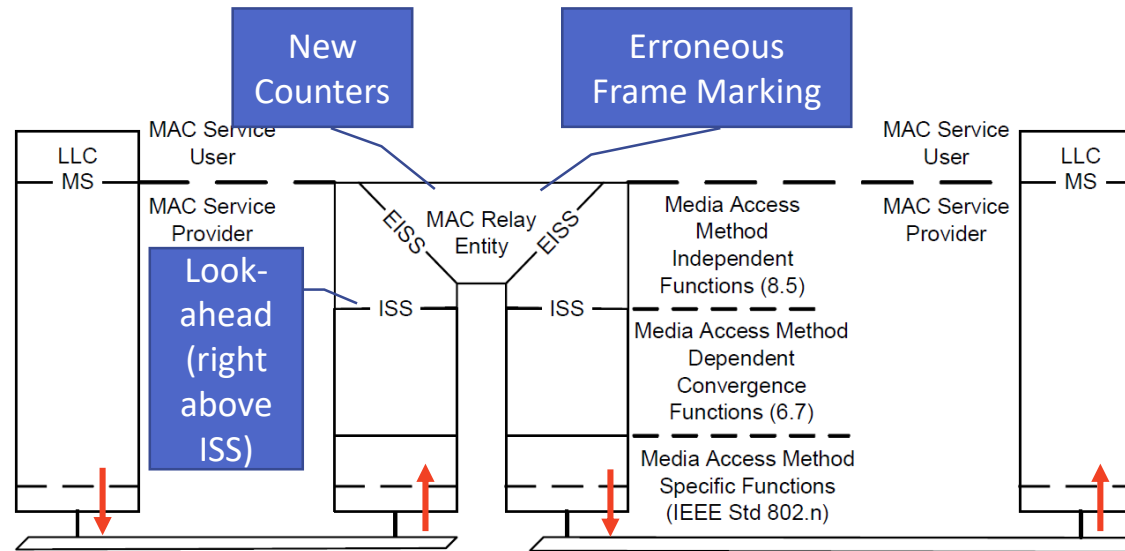 New
Counters
Erroneous
Frame Marking
LLC
MS
MAC Service
User
MAC Service
Provider
Look-
ahead
(right
above
ISS)
EISS
MAC Relay
Entity
EISS
ISS
ISS
Media Access
Method
Independent
Functions (8.5)
Media Access Method
Dependent
Convergence
Functions (6.7)
Media Access Method
Specific Functions
(IEEE Std 802.n)
MAC Service
User
MAC Service
Provider
LLC
MS